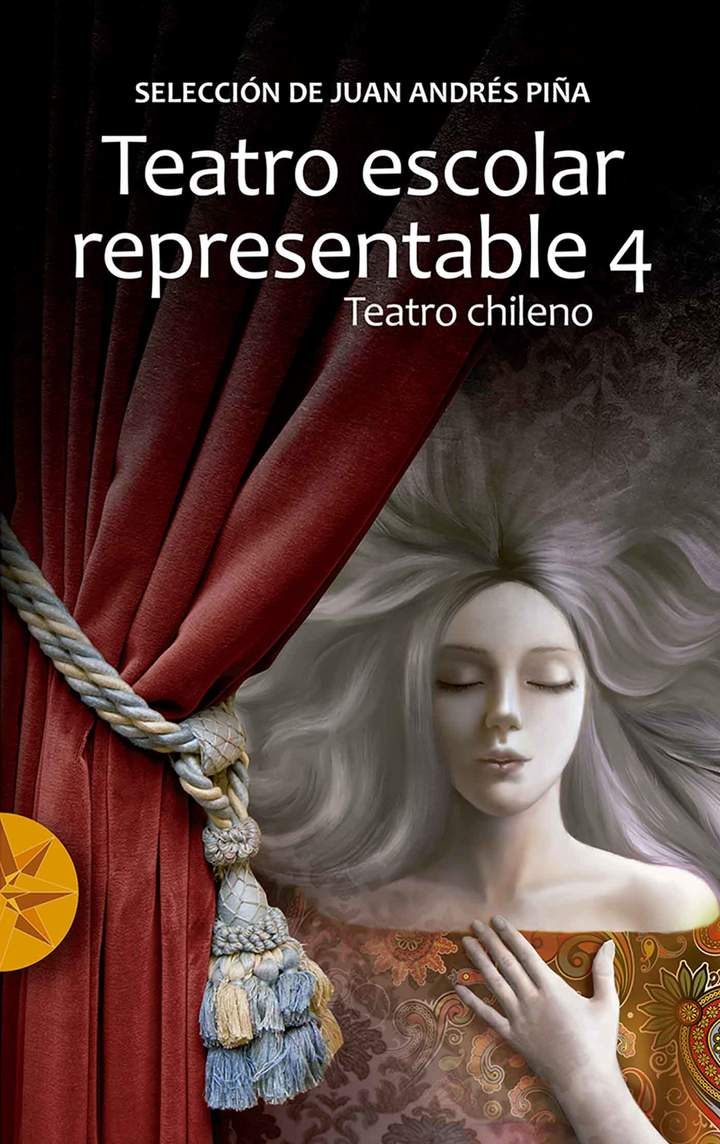 SELECCIÓN DE JUAN ANDRÉS PIÑA
Teatro escolar
representable 4
Teatro chileno